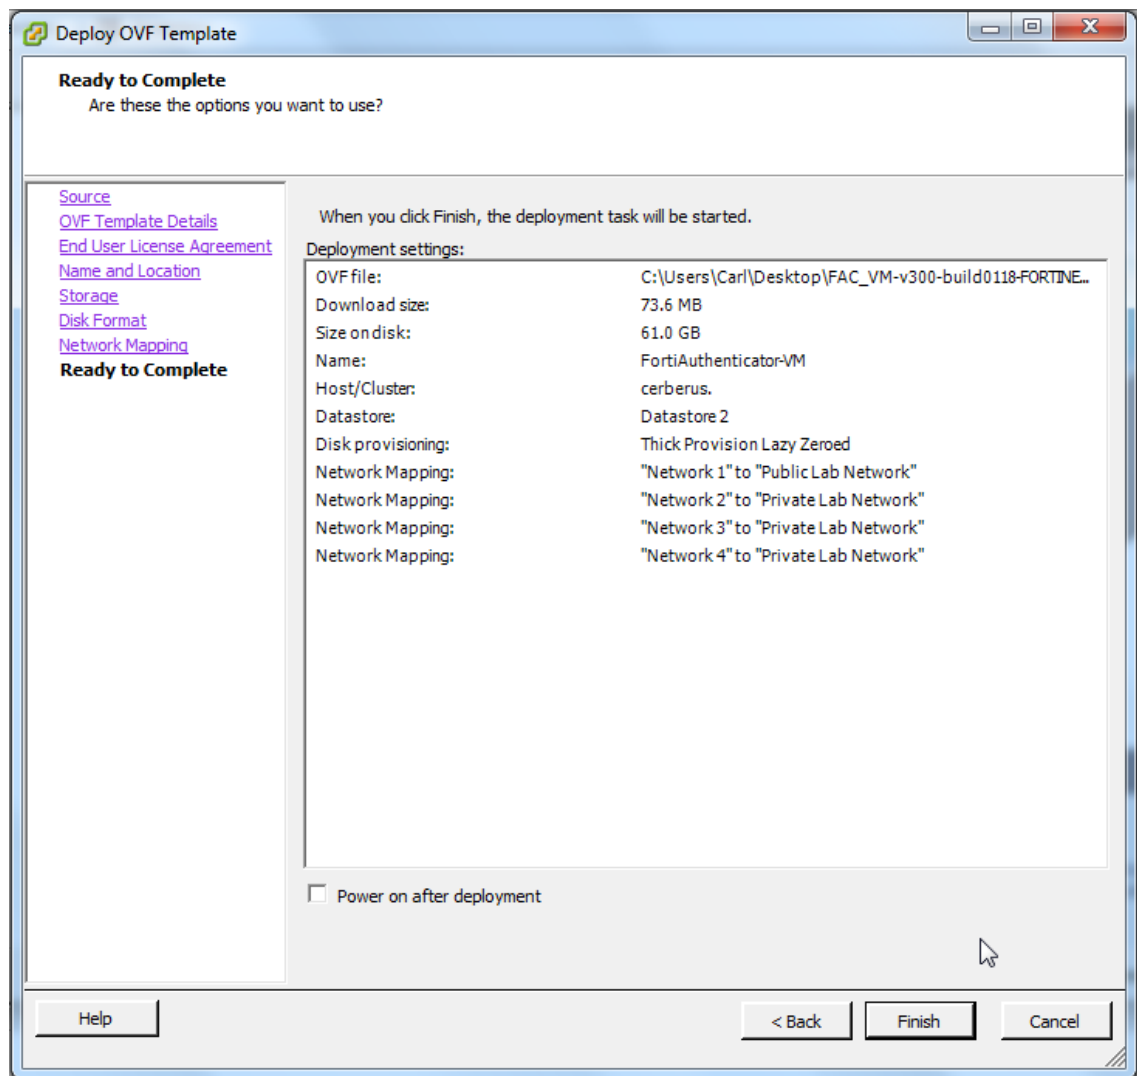 Deploy OVF Template
Ready to Complete
Are these the options you want to use?
Source
OVF Template Details
End User License Agreement
Name and Location
Storage
Disk Format
Network Mapping
Ready to Complete
When you click Finish, the deployment task will be started.
Deployment settings:
OVF file: C:\Users\Carl\Desktop\FAC_VM-v300-build0118-FORTINE...
Download size: 73.6 MB
Size on disk: 61.0 GB
Name: FortiAuthenticator-VM
Host/Cluster: cerberus.
Datastore: Datastore 2
Disk provisioning: Thick Provision Lazy Zeroed
Network Mapping: "Network 1" to "Public Lab Network"
Network Mapping: "Network 2" to "Private Lab Network"
Network Mapping: "Network 3" to "Private Lab Network"
Network Mapping: "Network 4" to "Private Lab Network"
Power on after deployment
Help
< Back
Finish
Cancel